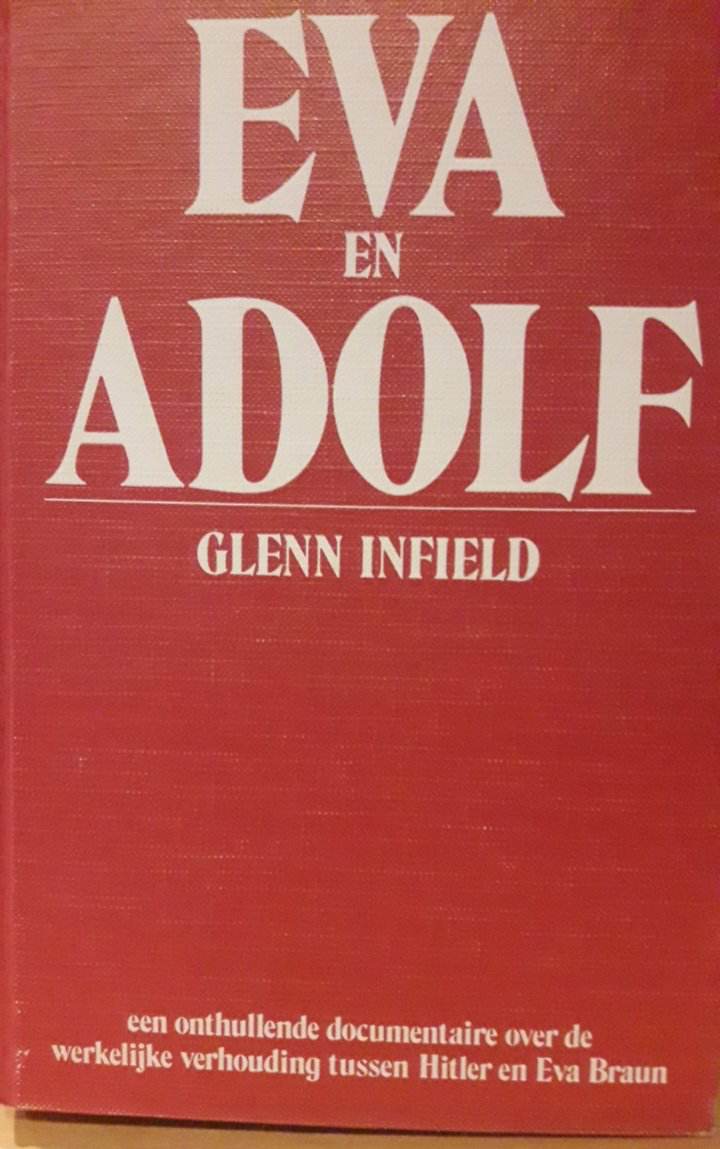 EVA
EN
ADOLF
GLENN INFIELD
een onthullende documentaire over de
werkelijke verhouding tussen Hitler en Eva Braun